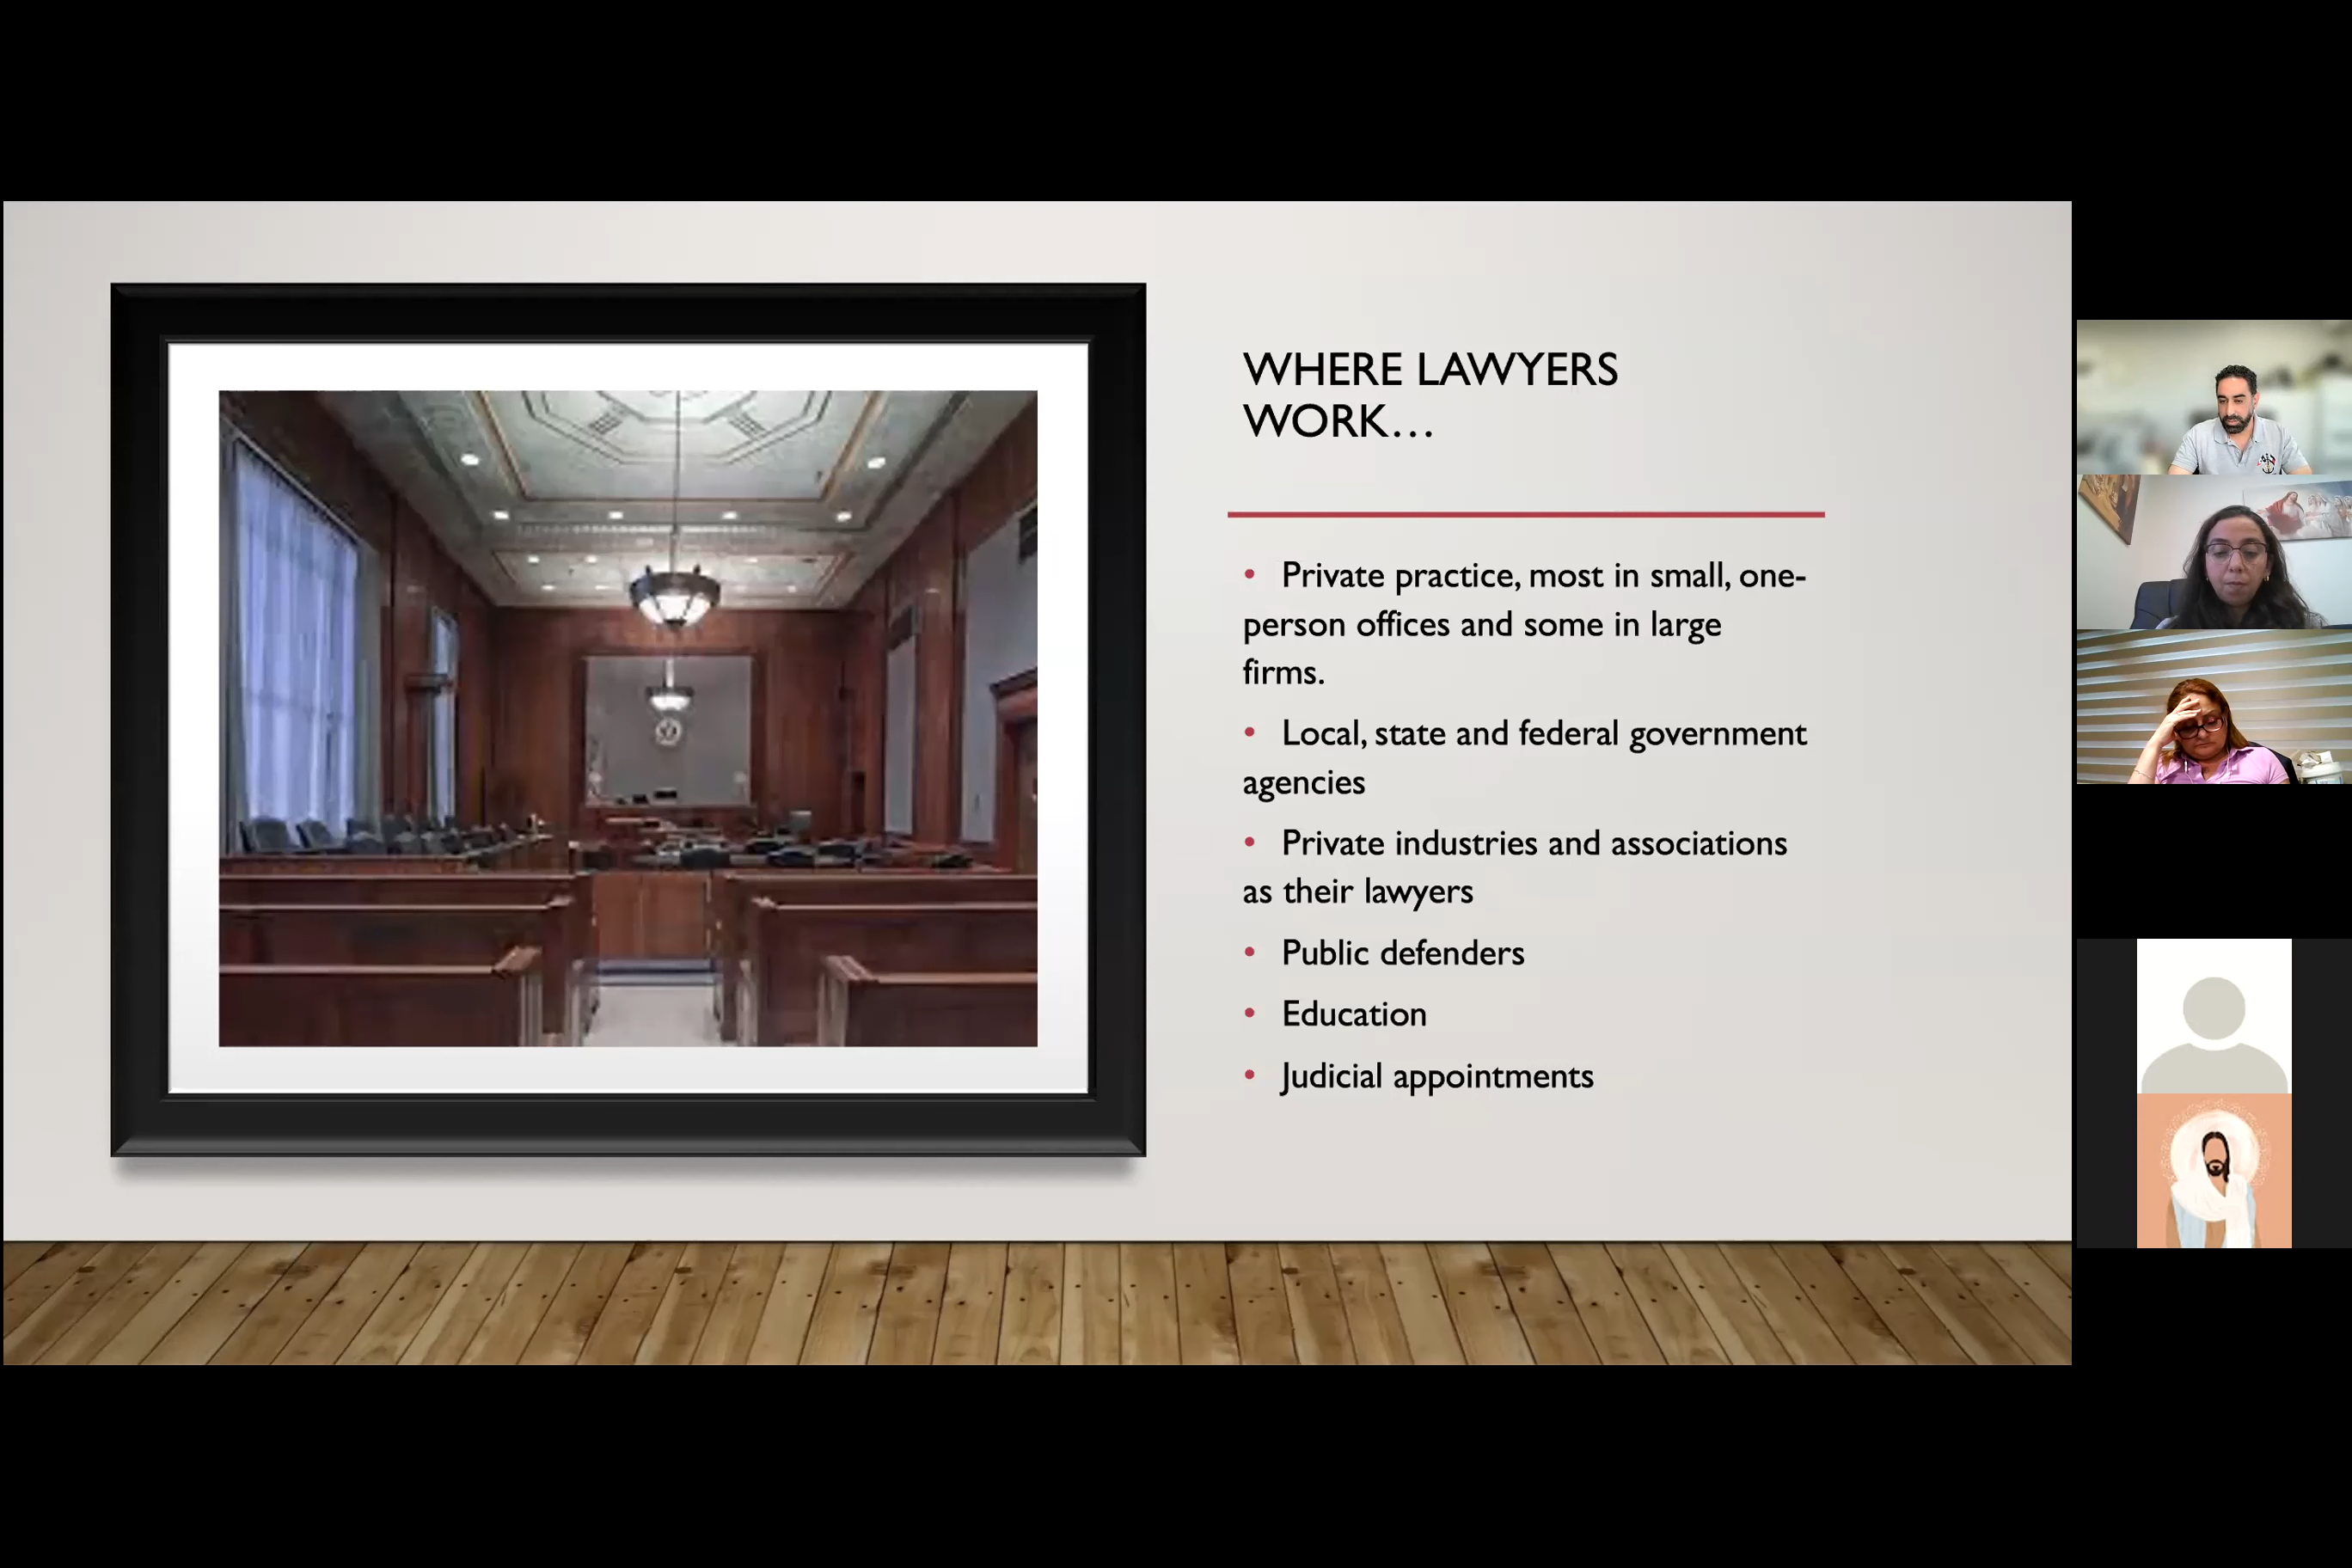 WHERE LAWYERS
WORK…
• Private practice, most in small, one-
person offices and some in large
firms.
• Local, state and federal government
agencies
• Private industries and associations
as their lawyers
• Public defenders
• Education
• Judicial appointments